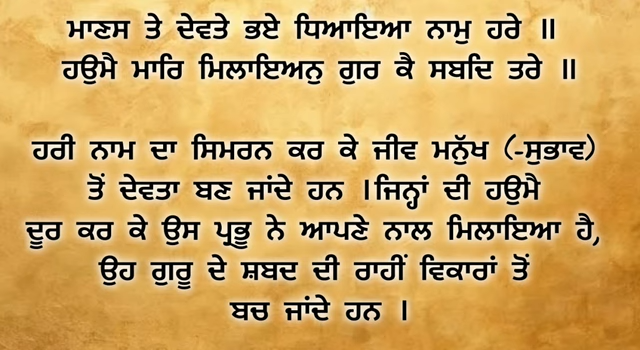 ਮਾਣਸ ਤੇ ਦੇਵਤੇ ਭਏ ਧਿਆਇਆ ਨਾਮੁ ਹਰੇ ॥
ਹਉਮੈ ਮਾਰਿ ਮਿਲਾਇਅਨੁ ਗੁਰ ਕੈ ਸਬਦਿ ਤਰੇ ॥
ਹਰੀ ਨਾਮ ਦਾ ਸਿਮਰਨ ਕਰ ਕੇ ਜੀਵ ਮਨੁੱਖ (-ਸੁਭਾਵ)
ਤੋਂ ਦੇਵਤਾ ਬਣ ਜਾਂਦੇ ਹਨ ।ਜਿਨ੍ਹਾਂ ਦੀ ਹਉਮੈ
ਦੂਰ ਕਰ ਕੇ ਉਸ ਪ੍ਰਭੂ ਨੇ ਆਪਣੇ ਨਾਲ ਮਿਲਾਇਆ ਹੈ,
ਉਹ ਗੁਰੂ ਦੇ ਸ਼ਬਦ ਦੀ ਰਾਹੀਂ ਵਿਕਾਰਾਂ ਤੋਂ
ਬਚ ਜਾਂਦੇ ਹਨ ।